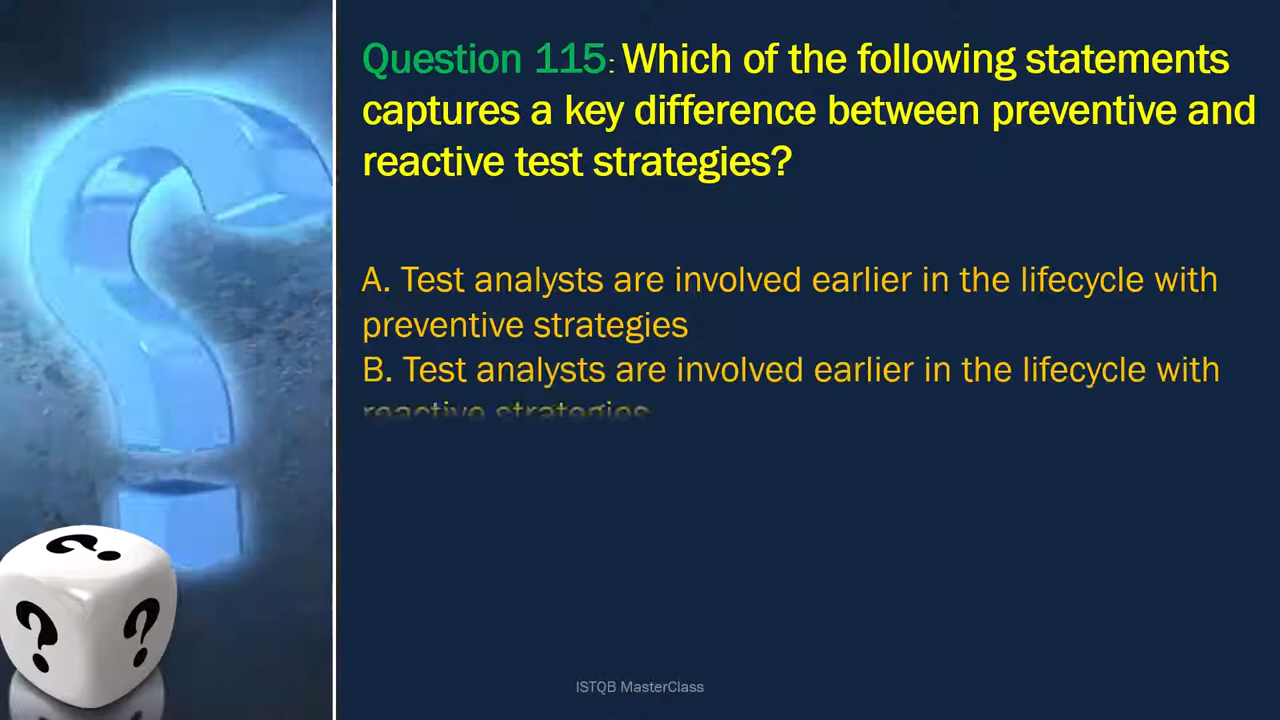 Question 115: Which of the following statements
captures a key difference between preventive and
reactive test strategies?
A. Test analysts are involved earlier in the lifecycle with
preventive strategies
B. Test analysts are involved earlier in the lifecycle with
reactive strategies
ISTQB MasterClass